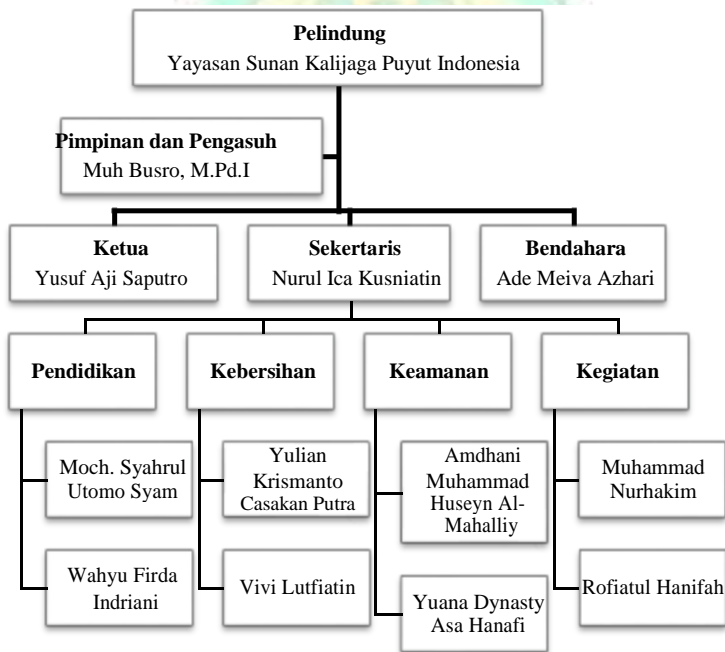 Pelindung
Yayasan Sunan Kalijaga Puyut Indonesia
Pimpinan dan Pengasuh
Muh Busro, M.Pd.I
Ketua
Yusuf Aji Saputro
Sekertaris
Nurul Ica Kusniatin
Bendahara
Ade Meiva Azhari
Pendidikan
Kebersihan
Keamanan
Kegiatan
Moch. Syahrul
Utomo Syam
Wahyu Firda
Indriani
Yulian
Krismanto
Casakan Putra
Vivi Lutfiatin
Amdhani
Muhammad
Huseyn Al-
Mahalliy
Yuana Dynasty
Asa Hanafi
Muhammad
Nurhakim
Rofiatul Hanifah